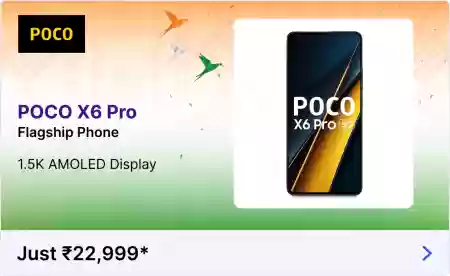 POCO
POCO X6 Pro
Flagship Phone
1.5K AMOLED Display
POCO
X6 Pro
Just ₹22,999*